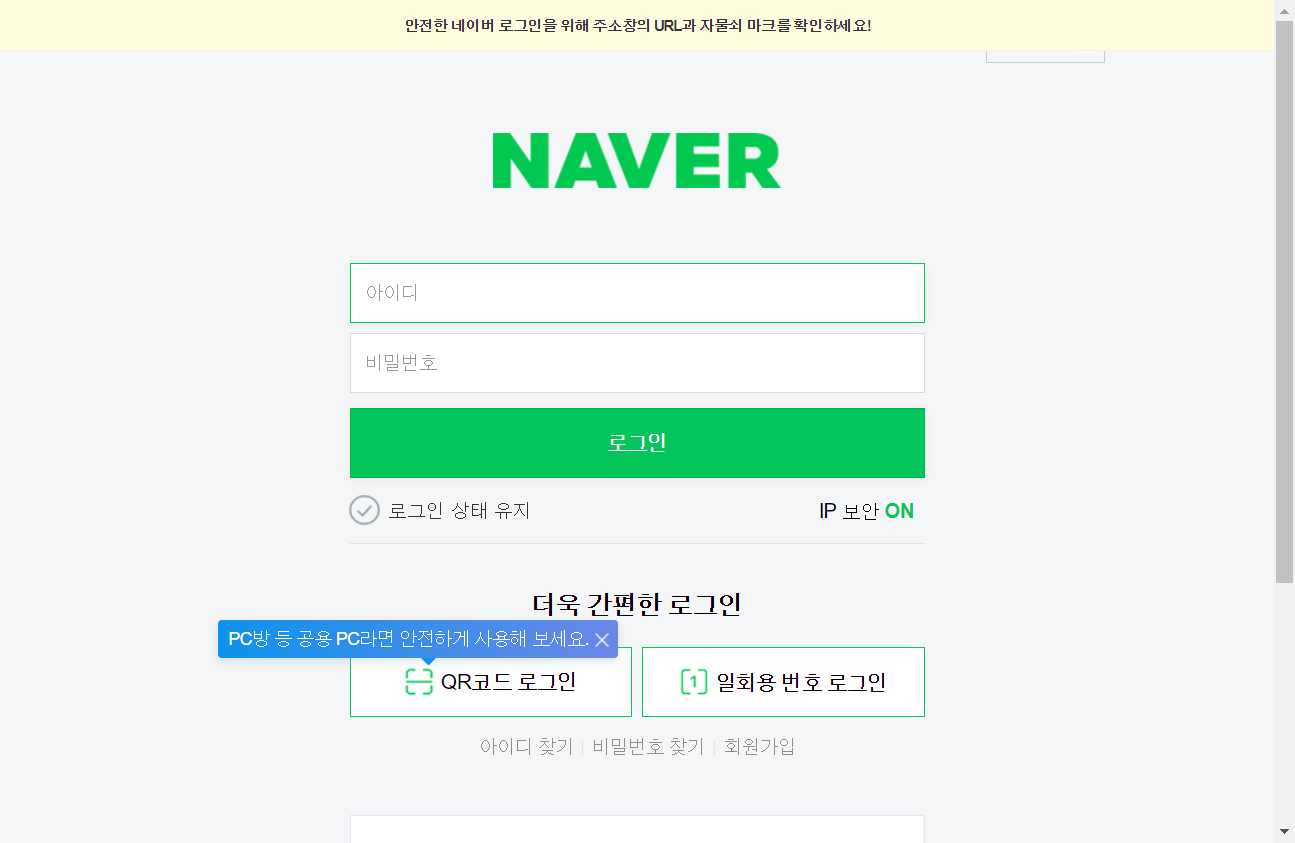 안전한 네이버 로그인을 위해 주소창의 URL과 자물쇠 마크를 확인하세요!
NAVER
아이디
비밀번호
로그인
로그인 상태 유지
IP 보안 ON
더욱 간편한 로그인
PC방 등 공용 PC라면 안전하게 사용해 보세요.
QR코드 로그인
1 일회용 번호 로그인
아이디 찾기 비밀번호 찾기 회원가입